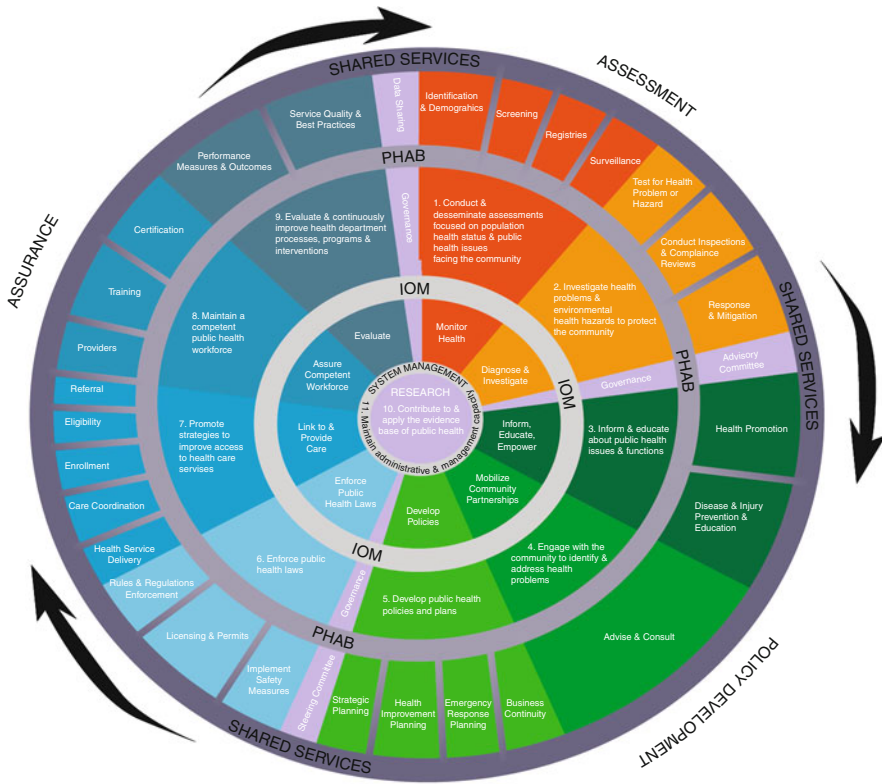 SHARED SERVICES
ASSESSMENT
SHARED SERVICES
POLICY DEVELOPMENT
SHARED SERVICES
ASSURANCE
Data Sharing
Identification
& Demograhics
Screening
Registries
Surveillance
Test for Health
Problem or
Hazard
Conduct Inspections
& Complaince
Reviews
Response
& Mitigation
Advisory
Committee
Health Promotion
Disease & Injury
Prevention &
Education
Advise & Consult
Business
Continuity
Emergency
Response
Planning
Health
Improvement
Planning
Strategic
Planning
Steering Committee
Implement
Safety
Measures
Licensing & Permits
Rules & Regulations
Enforcement
Health Service
Delivery
Care Coordination
Enrollment
Eligibility
Referral
Providers
Training
Certification
Performance
Measures & Outcomes
Service Quality &
Best Practices
PHAB
PHAB
PHAB
Governance
1. Conduct &
desseminate assessments
focused on population
health status & public
health issues
facing the community
2. Investigate health
problems &
environmental
health hazards to protect
the community
Governance
3. Inform & educate
about public health
issues & functions
4. Engage with the
community to identify &
address health
problems
5. Develop public health
policies and plans
Governance
6. Enforce public
health laws
7. Promote
strategies to
improve access
to health care
servises
8. Maintain a
competent
public health
workforce
9. Evaluate & continuously
improve health department
processes, programs &
interventions
IOM
IOM
IOM
Monitor
Health
Diagnose &
Investigate
Inform,
Educate,
Empower
Mobilize
Community
Partnerships
Develop
Policies
Enforce
Public
Health Laws
Link to &
Provide
Care
Assure
Competent
Workforce
Evaluate
SYSTEM MANAGEMENT
11. Maintain administrative & management capacity
RESEARCH
10. Contribute to &
apply the evidence
base of public health